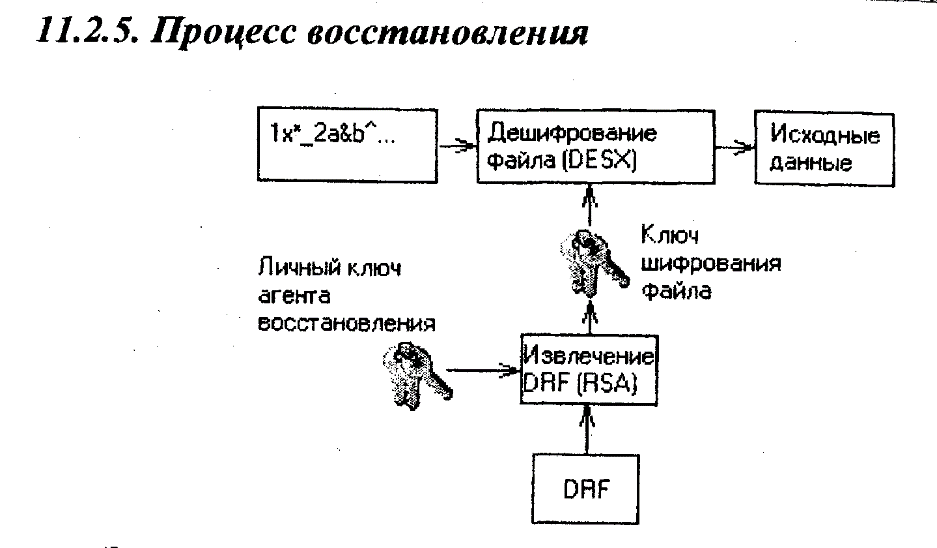 11.2.5. Процесс восстановления
1x*_2a&b^...
Дешифрование
файла (DESX)
Исходные
данные
Ключ
шифрования
файла
Личный ключ
агента
восстановления
Извлечение
DRF (RSA)
DRF